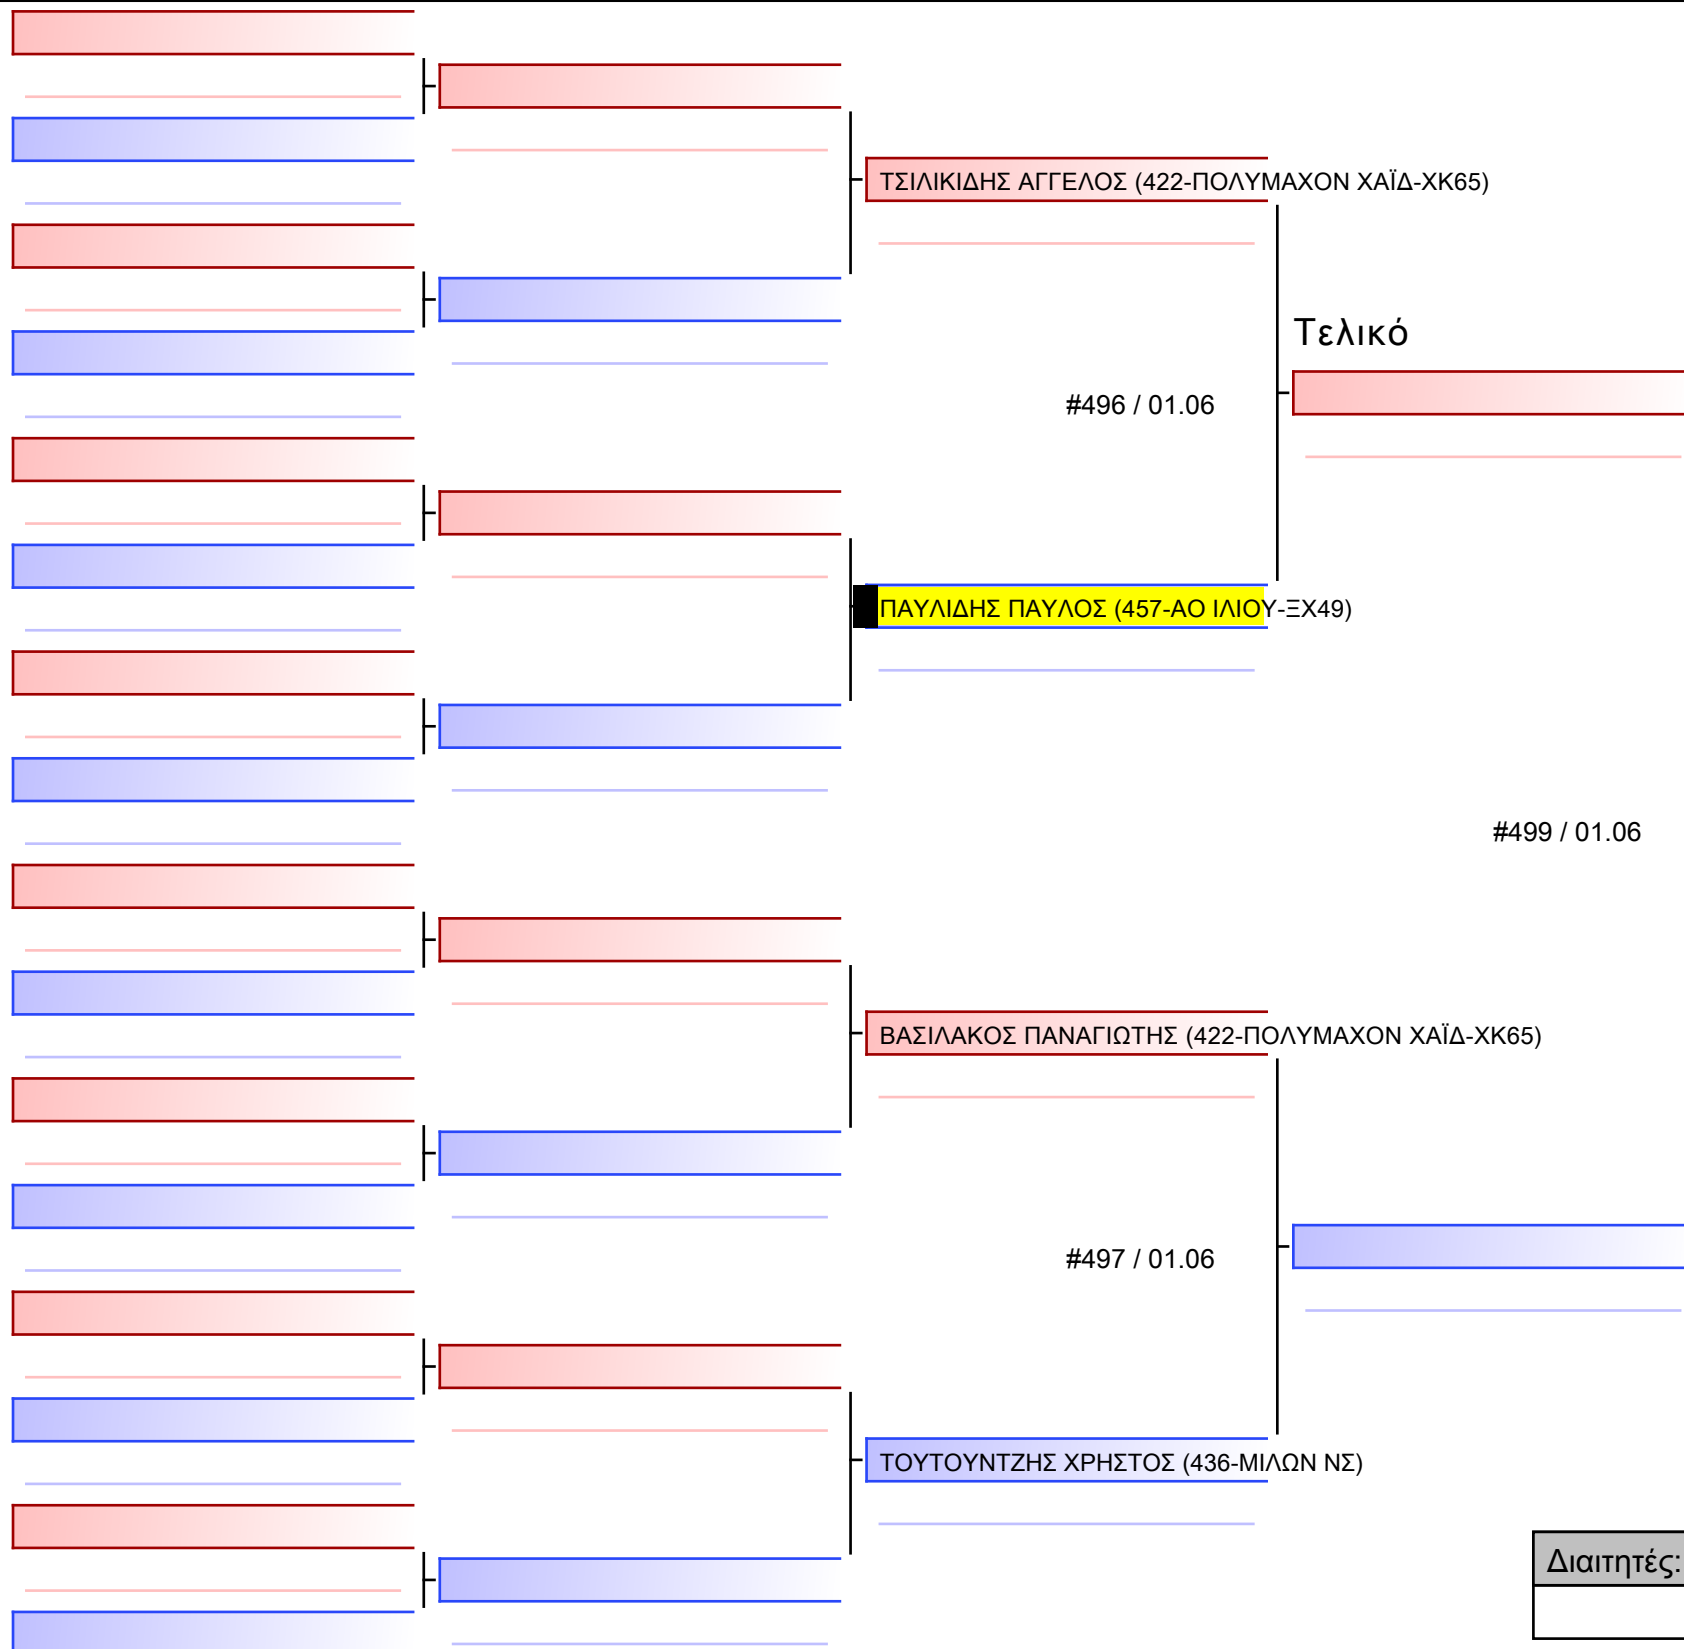 ΤΣΙΛΙΚΙΔΗΣ ΑΓΓΕΛΟΣ (422-ΠΟΛΥΜΑΧΟΝ ΧΑΪΔ-ΧΚ65)
Τελικό
#496 / 01.06
ΠΑΥΛΙΔΗΣ ΠΑΥΛΟΣ (457-ΑΟ ΙΛΙΟΥ-ΞΧ49)
#499 / 01.06
ΒΑΣΙΛΑΚΟΣ ΠΑΝΑΓΙΩΤΗΣ (422-ΠΟΛΥΜΑΧΟΝ ΧΑΪΔ-ΧΚ65)
#497 / 01.06
ΤΟΥΤΟΥΝΤΖΗΣ ΧΡΗΣΤΟΣ (436-ΜΙΛΩΝ ΝΣ)
Διαιτητές: